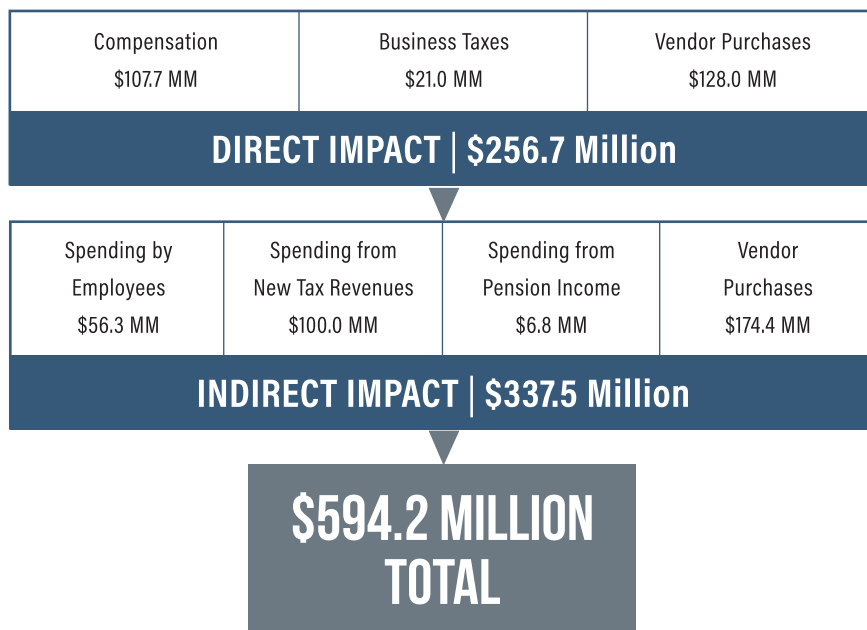 Compensation
$107.7 MM
Business Taxes
$21.0 MM
Vendor Purchases
$128.0 MM
DIRECT IMPACT | $256.7 Million
Spending by
Employees
$56.3 MM
Spending from
New Tax Revenues
$100.0 MM
Spending from
Pension Income
$6.8 MM
Vendor
Purchases
$174.4 MM
INDIRECT IMPACT | $337.5 Million
$594.2 MILLION
TOTAL